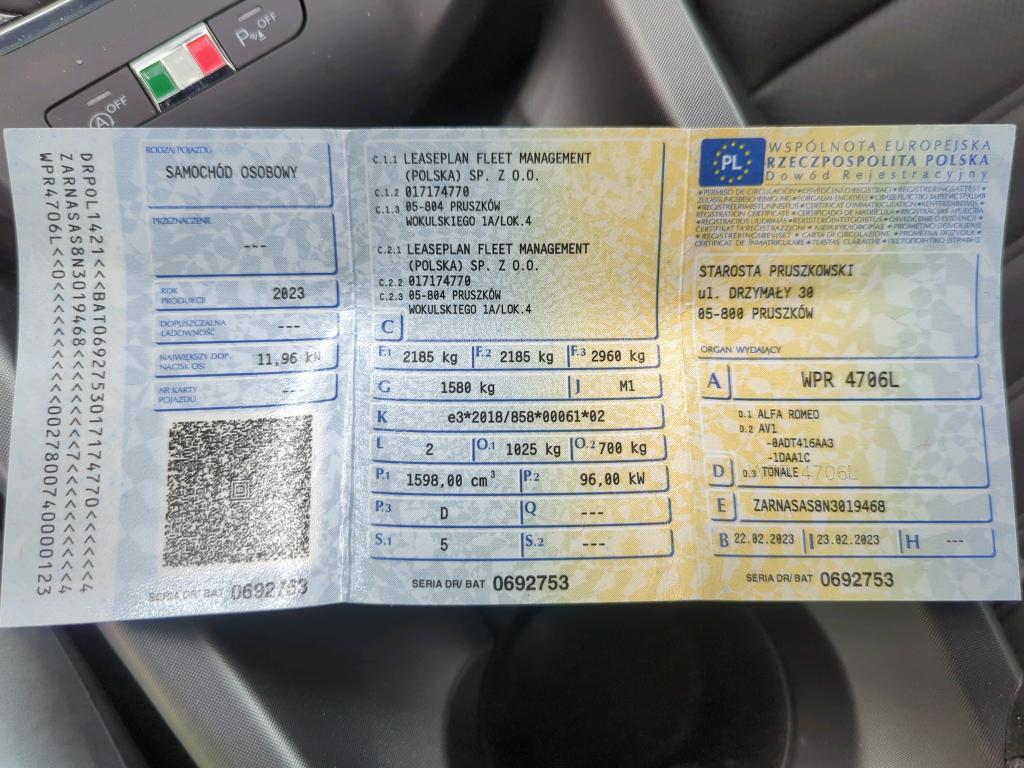 OFF
P OFF
A OFF
DRPOL1421<<BAT0692753017174770<<<<<<4
ZARNASAS8N3019468<<<<<<<<<<<7<<<<<<<4
WPR4706L<<0<<<<<<<<<<002780074000012З
RODZAJ POJAZDU
SAMOCHÓD OSOBOWY
PRZEZNACZENIE
---
ROK PRODUKCJI 2023
DOPUSZCZALNA ŁADOWNOŚĆ ---
NAJWIĘKSZY DOP. NACISK OSI 11,96 kN
NR KARTY POJAZDU ---
SERIA DR/ BAT 0692753
C.1.1 LEASEPLAN FLEET MANAGEMENT
(POLSKA) SP. Z O.O.
C.1.2 017174770
C.1.3 05-804 PRUSZKÓW
WOKULSKIEGO 1A/LOK.4
C.2.1 LEASEPLAN FLEET MANAGEMENT
(POLSKA) SP. Z O.O.
C.2.2 017174770
C.2.3 05-804 PRUSZKÓW
WOKULSKIEGO 1A/LOK.4
C
F.1 2185 kg F.2 2185 kg F.3 2960 kg
G 1580 kg J M1
K e3*2018/858*00061*02
L 2 O.1 1025 kg O.2 700 kg
P.1 1598,00 cm³ P.2 96,00 kW
P.3 D Q ---
S.1 5 S.2 ---
SERIA DR/ BAT 0692753
PL
WSPÓLNOTA EUROPEJSKA
RZECZPOSPOLITA POLSKA
Dowód Rejestracyjny
STAROSTA PRUSZKOWSKI
ul. DRZYMAŁY 30
05-800 PRUSZKÓW
ORGAN WYDAJĄCY
A WPR 4706L
D.1 ALFA ROMEO
D.2 AV1
-0ADT416AA3
-1DAA1C
D D.3 TONALE
E ZARNASAS8N3019468
B 22.02.2023 I 23.02.2023 H ---
SERIA DR/ BAT 0692753